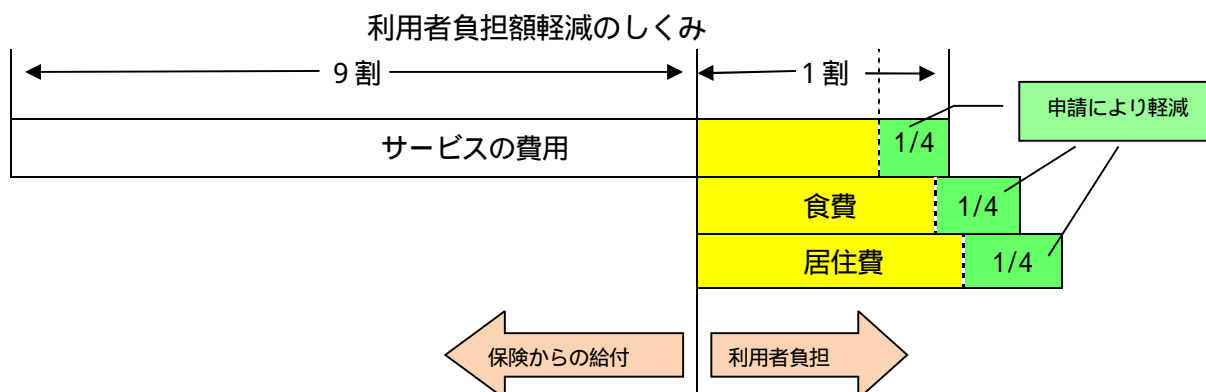 利用者負担額軽減のしくみ
9割
1割
申請により軽減
サービスの費用
1/4
食費
1/4
居住費
1/4
保険からの給付
利用者負担